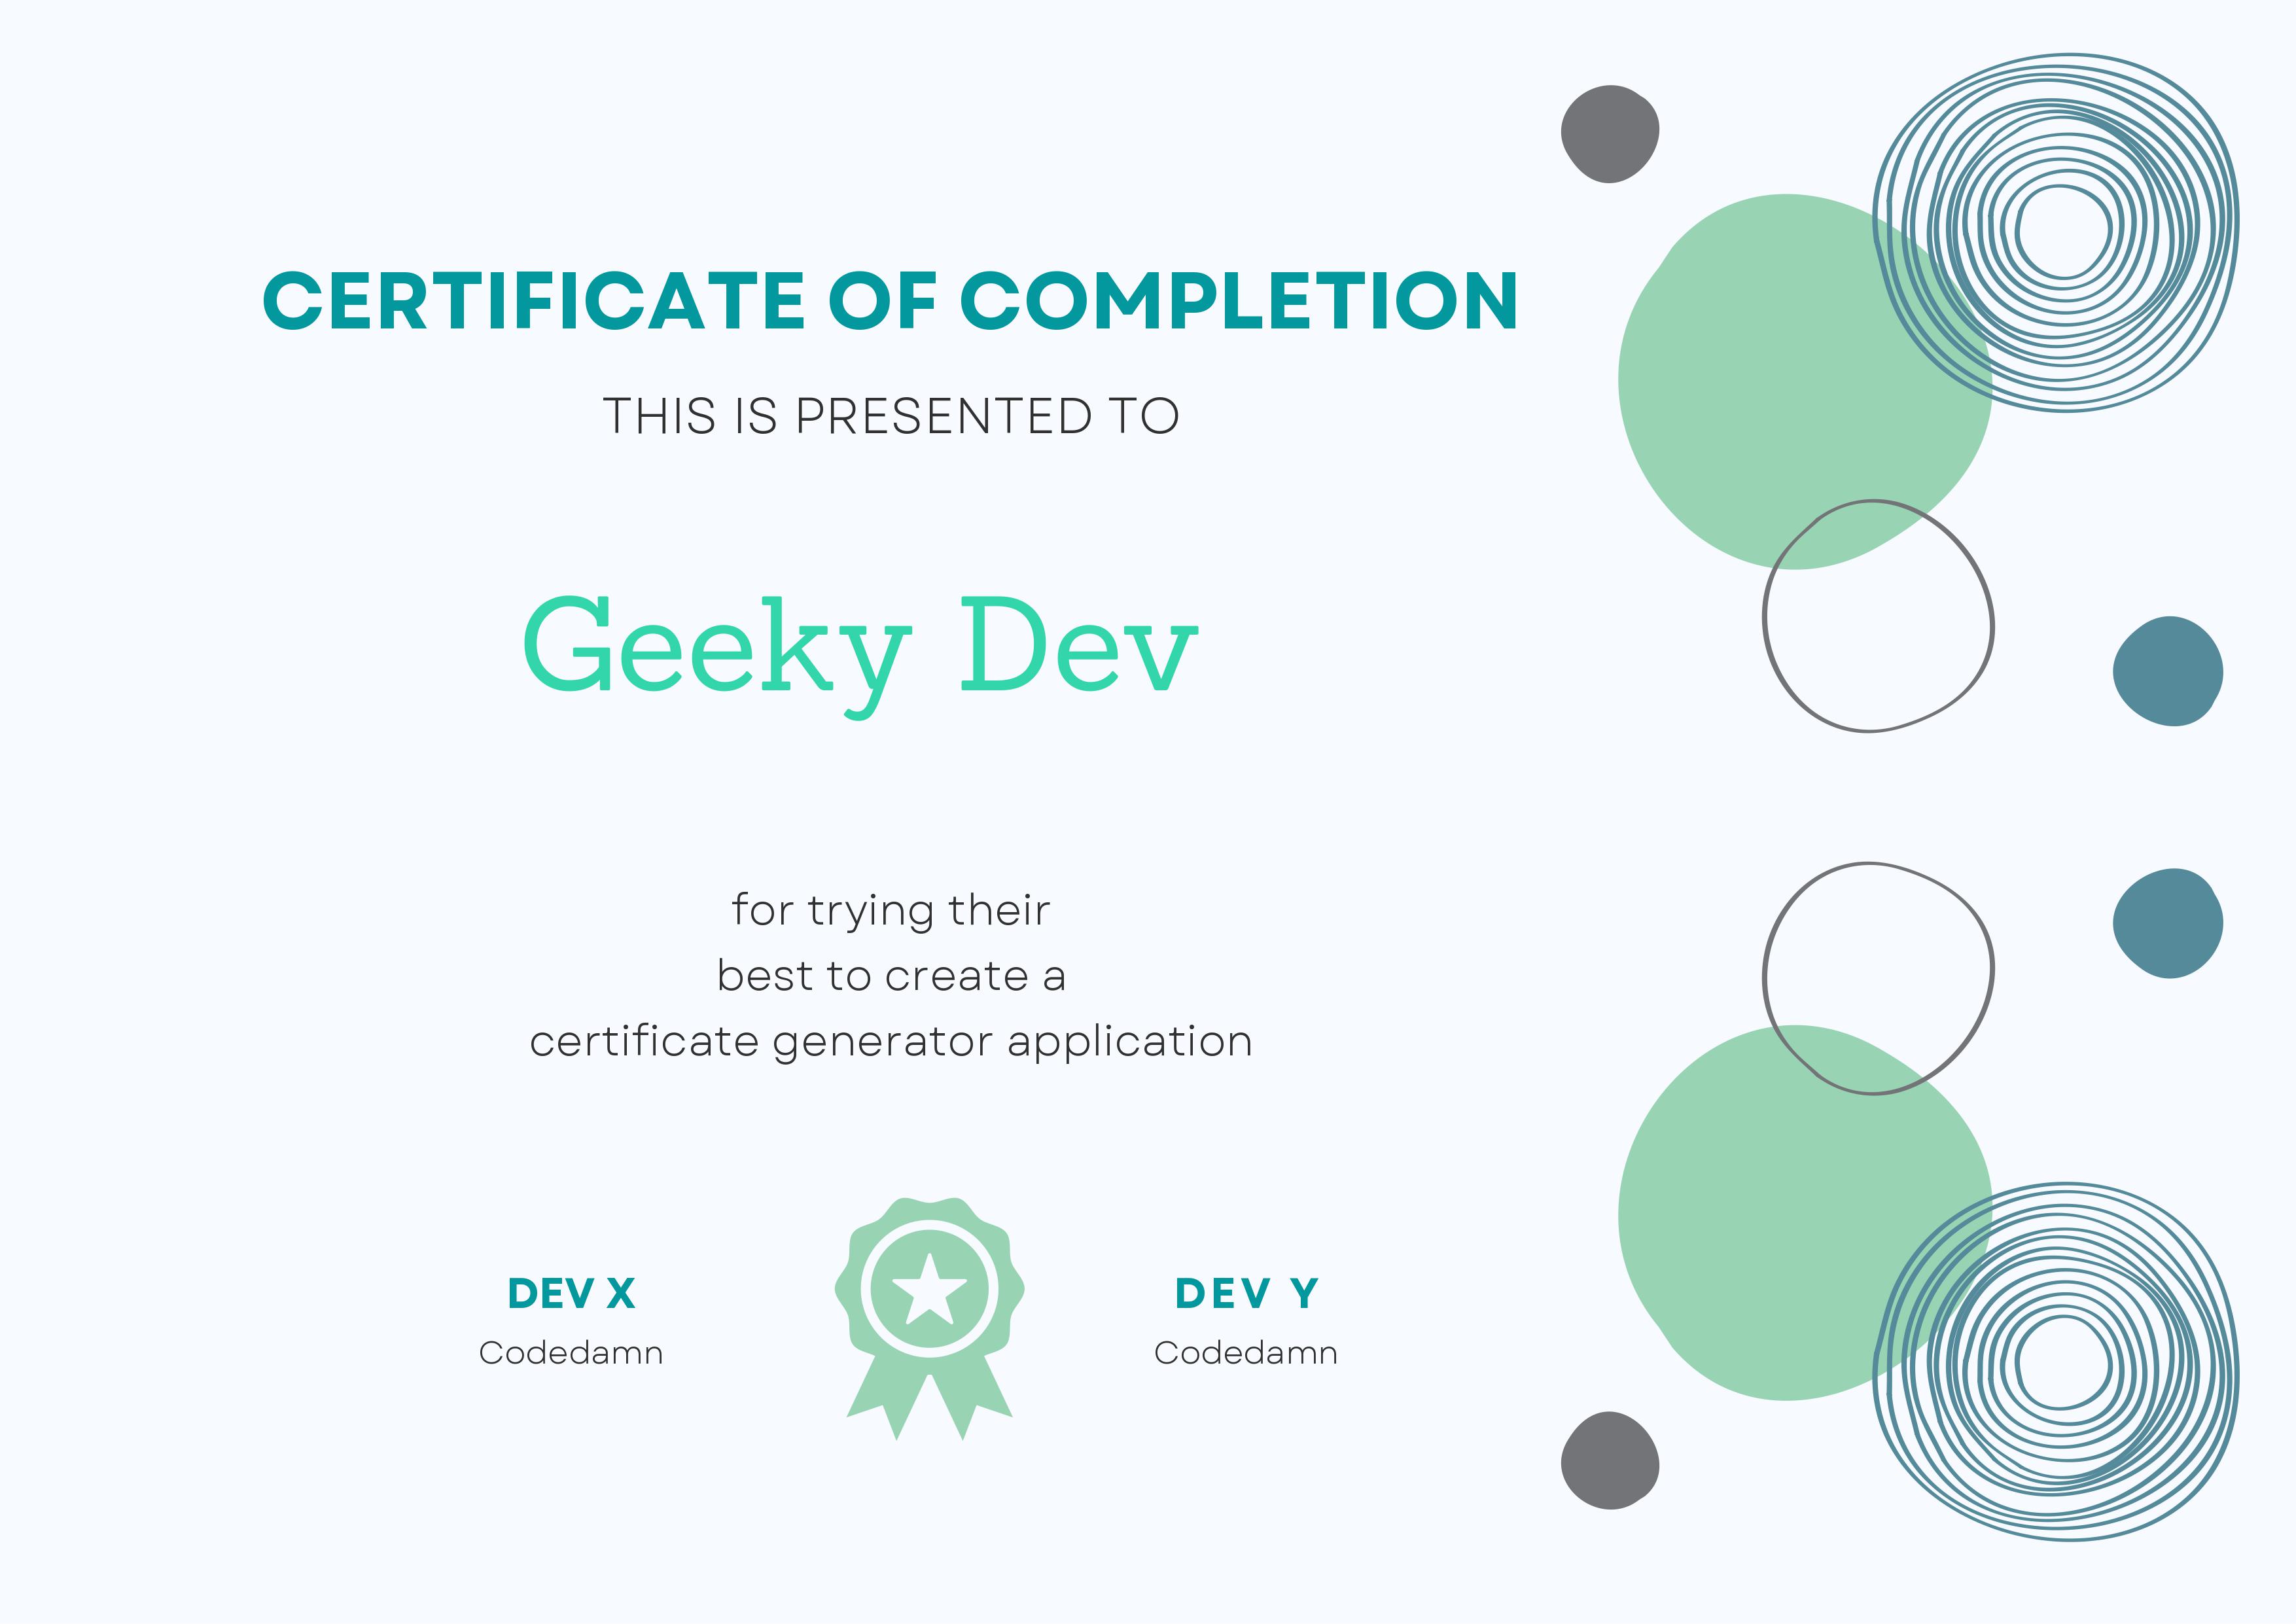 CERTIFICATE OF COMPLETION
THIS IS PRESENTED TO
Geeky Dev
for trying their
best to create a
certificate generator application
DEV X
Codedamn
DEV Y
Codedamn